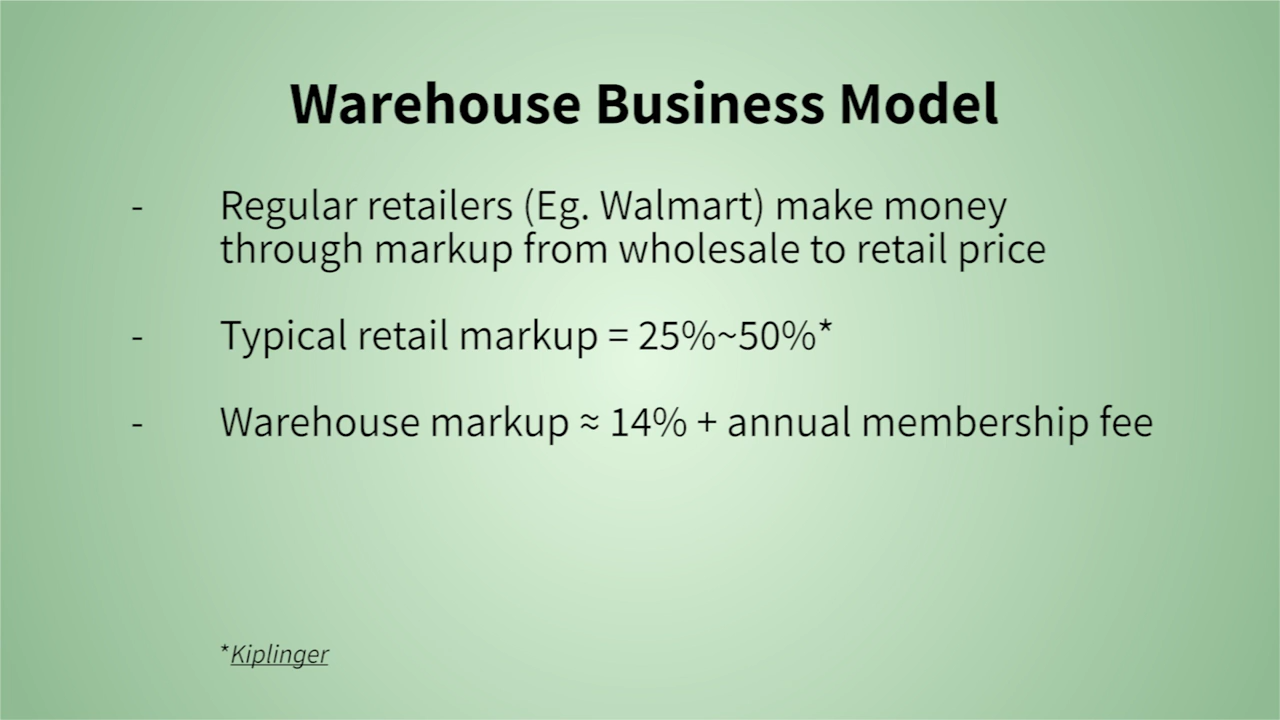 Warehouse Business Model
- Regular retailers (Eg. Walmart) make money
through markup from wholesale to retail price
- Typical retail markup = 25%~50%*
- Warehouse markup ≈ 14% + annual membership fee
*Kiplinger